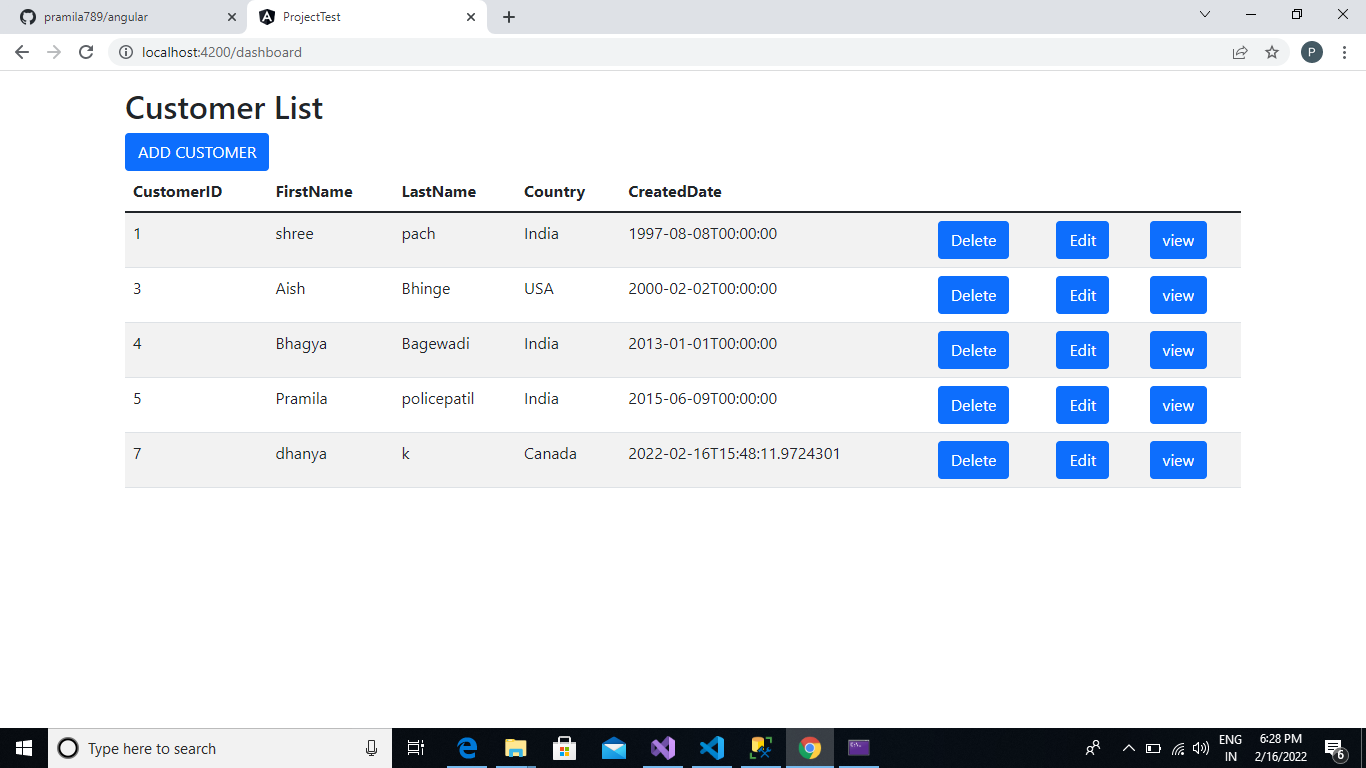 pramila789/angular
ProjectTest
localhost:4200/dashboard
P
Customer List
ADD CUSTOMER
CustomerID FirstName LastName Country CreatedDate
1 shree pach India 1997-08-08T00:00:00 Delete Edit view
3 Aish Bhinge USA 2000-02-02T00:00:00 Delete Edit view
4 Bhagya Bagewadi India 2013-01-01T00:00:00 Delete Edit view
5 Pramila policepatil India 2015-06-09T00:00:00 Delete Edit view
7 dhanya k Canada 2022-02-16T15:48:11.9724301 Delete Edit view
Type here to search
ENG 6:28 PM
IN 2/16/2022 6